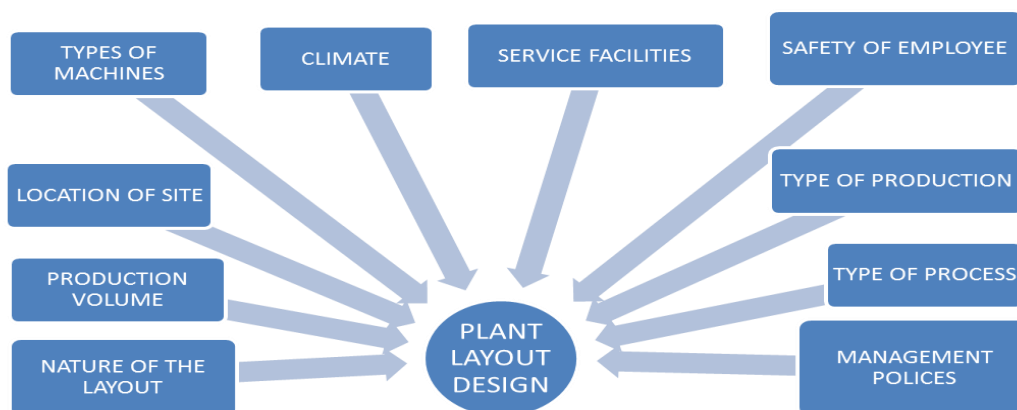 TYPES OF
MACHINES
CLIMATE
SERVICE FACILITIES
SAFETY OF EMPLOYEE
LOCATION OF SITE
TYPE OF PRODUCTION
PRODUCTION
VOLUME
TYPE OF PROCESS
NATURE OF THE
LAYOUT
PLANT
LAYOUT
DESIGN
MANAGEMENT
POLICES